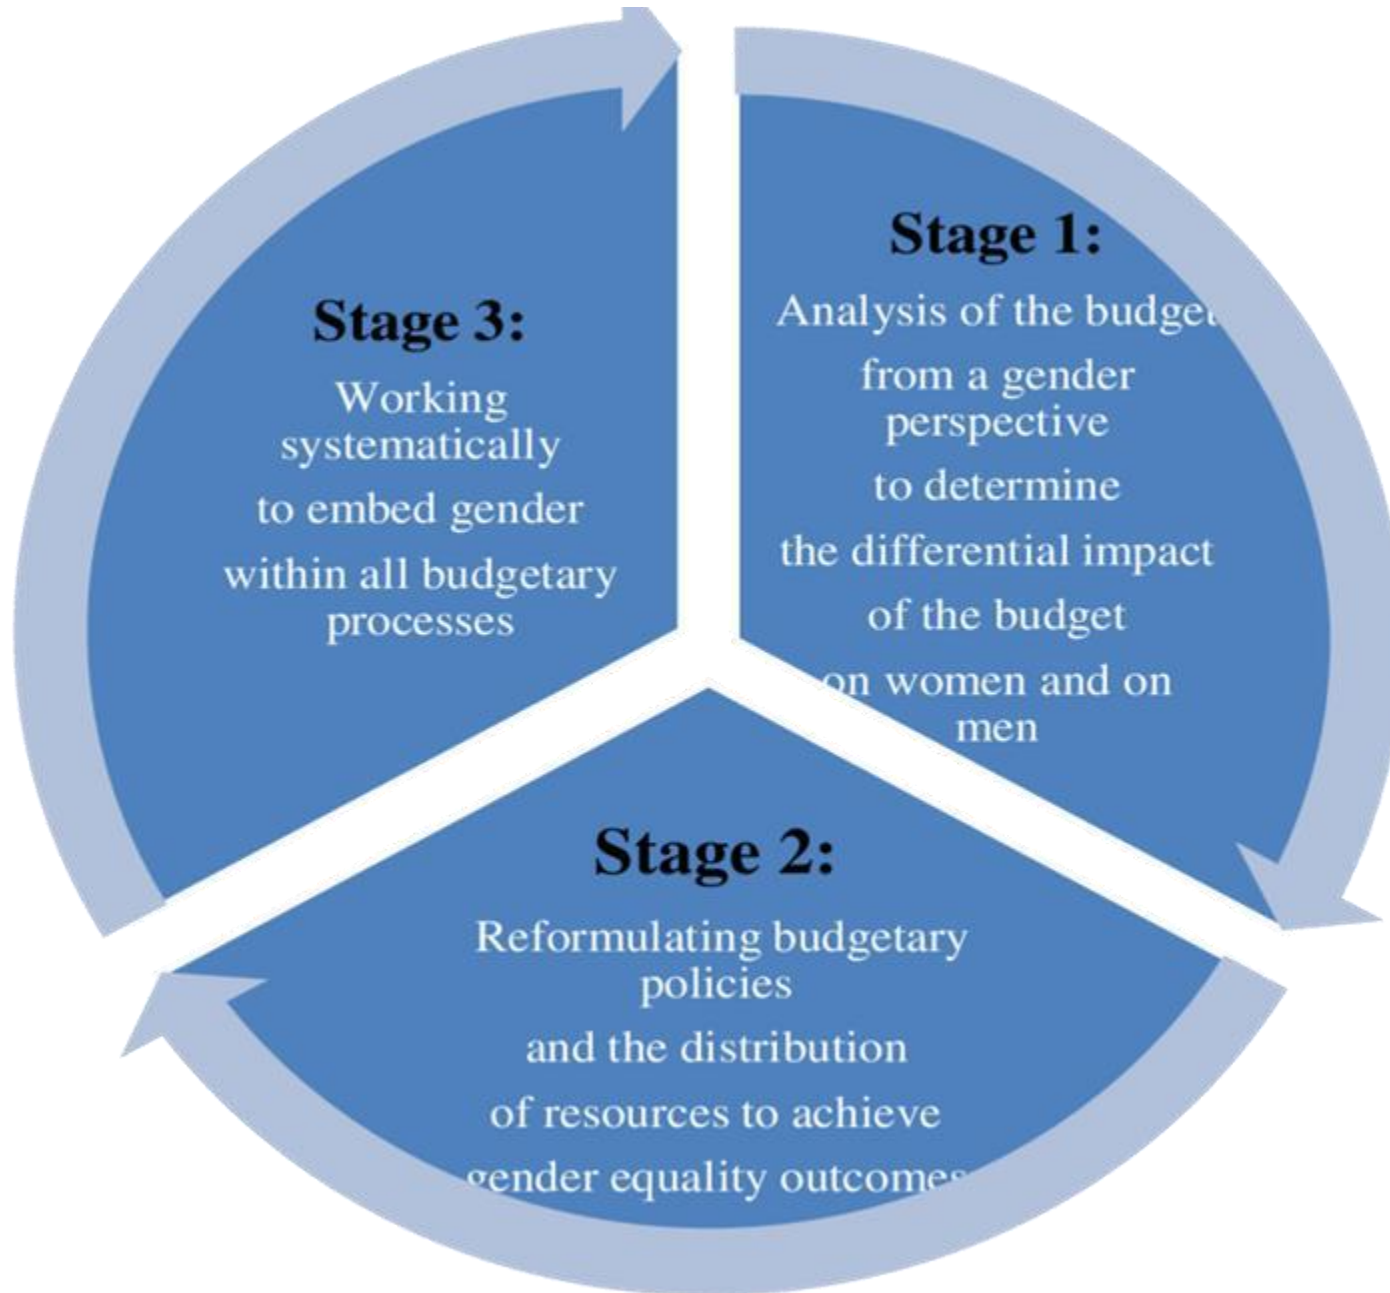 Stage 1:
Analysis of the budget
from a gender
perspective
to determine
the differential impact
of the budget
on women and on
men
Stage 2:
Reformulating budgetary
policies
and the distribution
of resources to achieve
gender equality outcomes
Stage 3:
Working
systematically
to embed gender
within all budgetary
processes